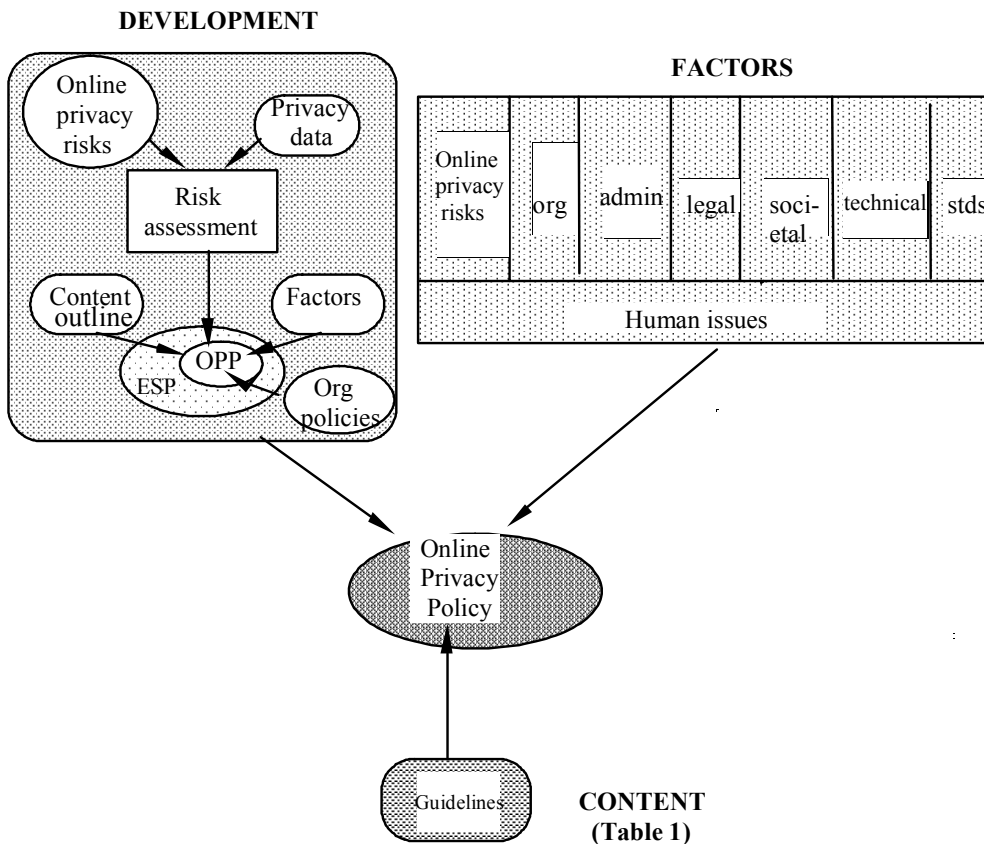 DEVELOPMENT
Online
privacy
risks
Privacy
data
Risk
assessment
Content
outline
Factors
OPP
ESP
Org
policies
FACTORS
Online
privacy
risks
org
admin
legal
soci-
etal
technical
stds
Human issues
Online
Privacy
Policy
Guidelines
CONTENT
(Table 1)